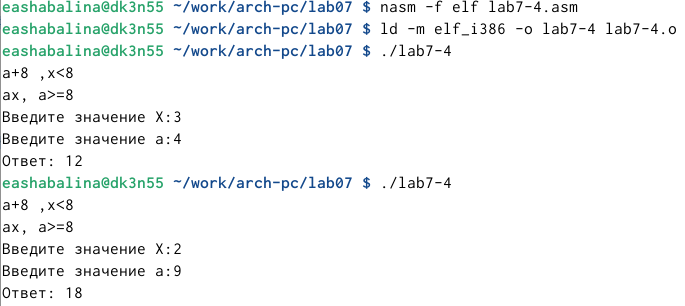 eashabalina@dk3n55 ~/work/arch-pc/lab07 $ nasm -f elf lab7-4.asm
eashabalina@dk3n55 ~/work/arch-pc/lab07 $ ld -m elf_i386 -o lab7-4 lab7-4.o
eashabalina@dk3n55 ~/work/arch-pc/lab07 $ ./lab7-4
a+8 ,x<8
ax, a>=8
Введите значение X:3
Введите значение a:4
Ответ: 12
eashabalina@dk3n55 ~/work/arch-pc/lab07 $ ./lab7-4
a+8 ,x<8
ax, a>=8
Введите значение X:2
Введите значение a:9
Ответ: 18